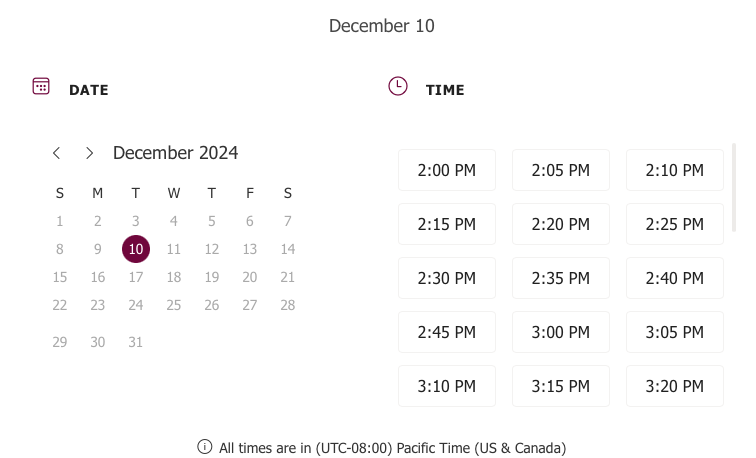 December 10
DATE
December 2024
S M T W T F S
1 2 3 4 5 6 7
8 9 10 11 12 13 14
15 16 17 18 19 20 21
22 23 24 25 26 27 28
29 30 31
TIME
2:00 PM 2:05 PM 2:10 PM
2:15 PM 2:20 PM 2:25 PM
2:30 PM 2:35 PM 2:40 PM
2:45 PM 3:00 PM 3:05 PM
3:10 PM 3:15 PM 3:20 PM
All times are in (UTC-08:00) Pacific Time (US & Canada)